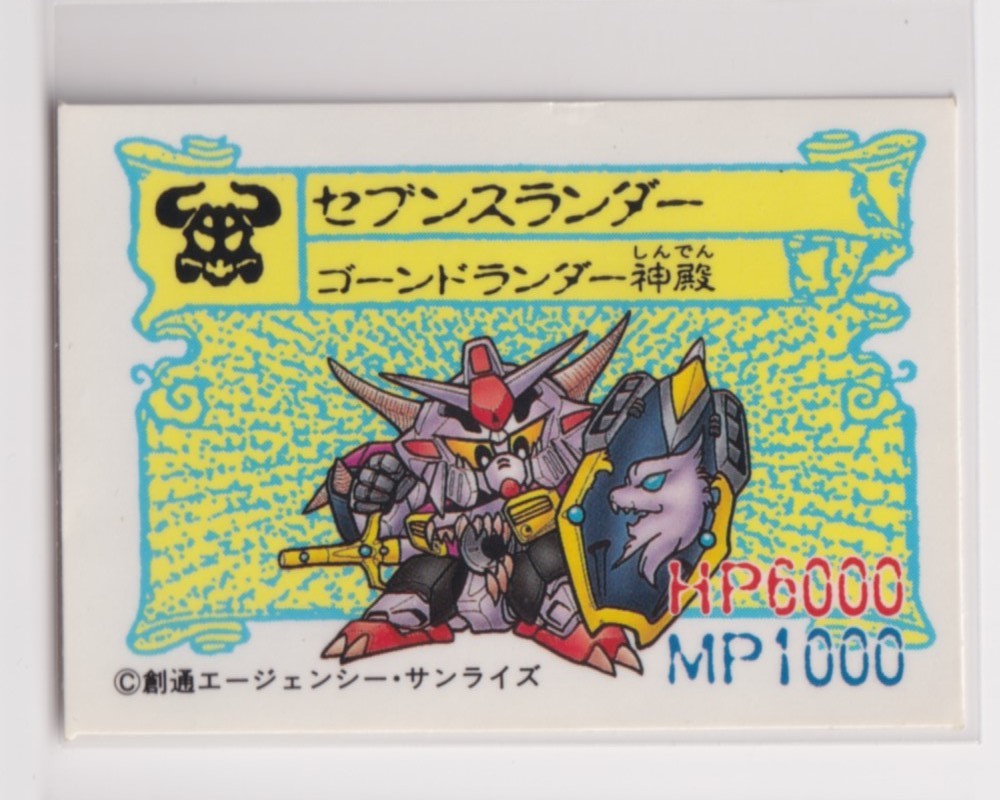 セブンスランダー
しんでん
ゴーンドランダー神殿
HP6000
MP1000
©創通エージェンシー・サンライズ